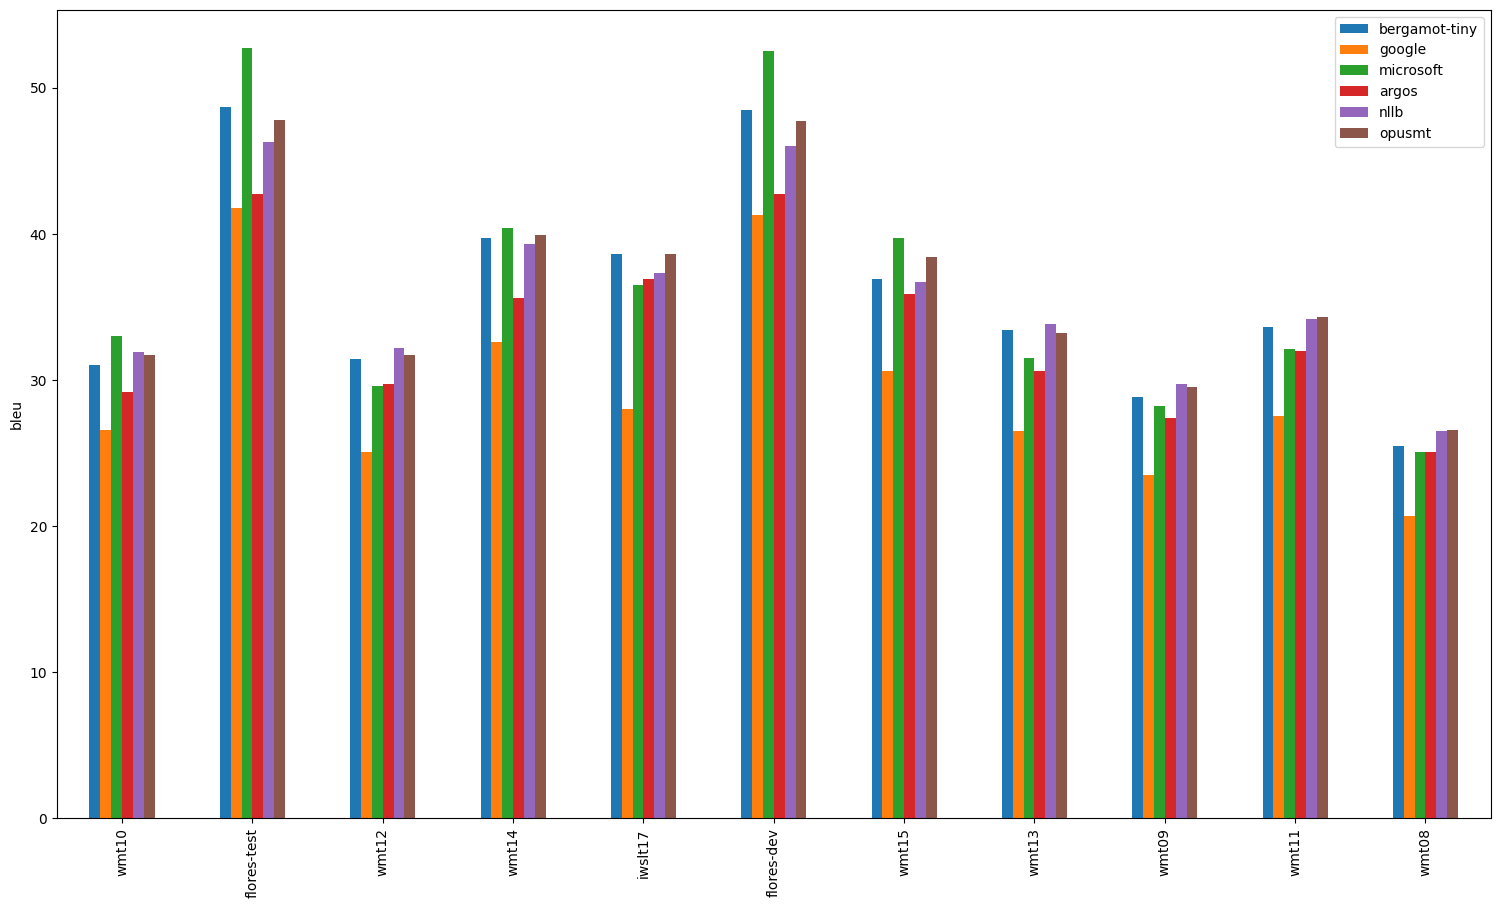 bergamot-tiny
google
microsoft
argos
nllb
opusmt
bleu
50
40
30
20
10
0
wmt10
flores-test
wmt12
wmt14
iwslt17
flores-dev
wmt15
wmt13
wmt09
wmt11
wmt08